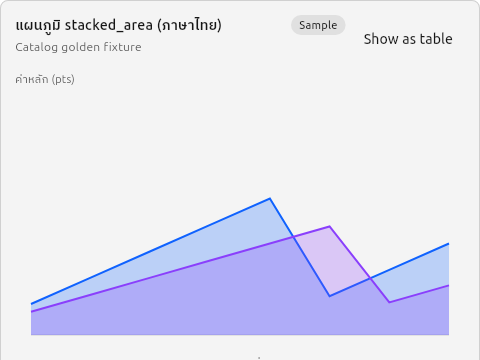 แผนภูมิ stacked_area (ภาษาไทย)
Sample
Show as table
Catalog golden fixture
ค่าหลัก (pts)